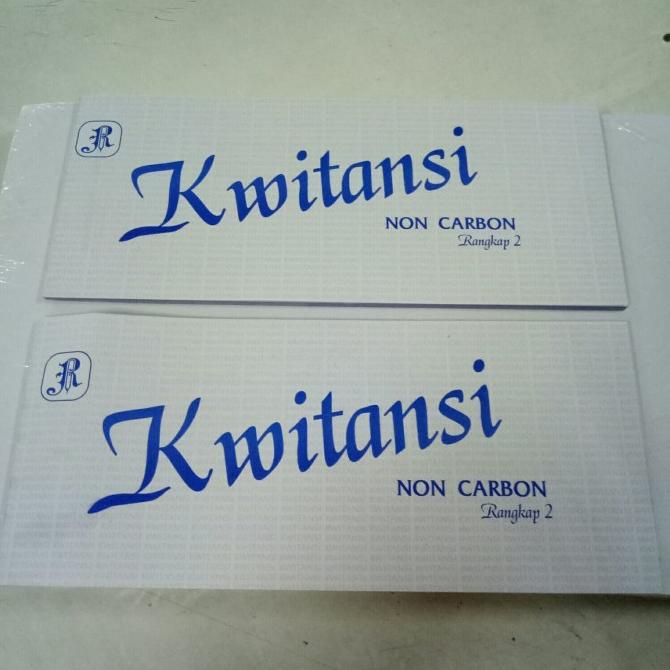 R
Kwitansi
NON CARBON
Rangkap 2
R
Kwitansi
NON CARBON
Rangkap 2